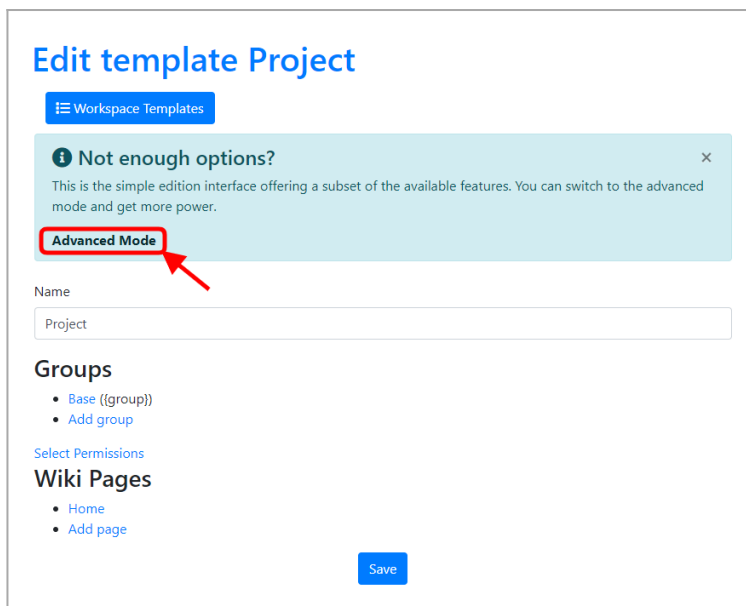 Edit template Project
Workspace Templates
Not enough options?
×
This is the simple edition interface offering a subset of the available features. You can switch to the advanced
mode and get more power.
Advanced Mode
Name
Project
Groups
Base ({group})
Add group
Select Permissions
Wiki Pages
Home
Add page
Save